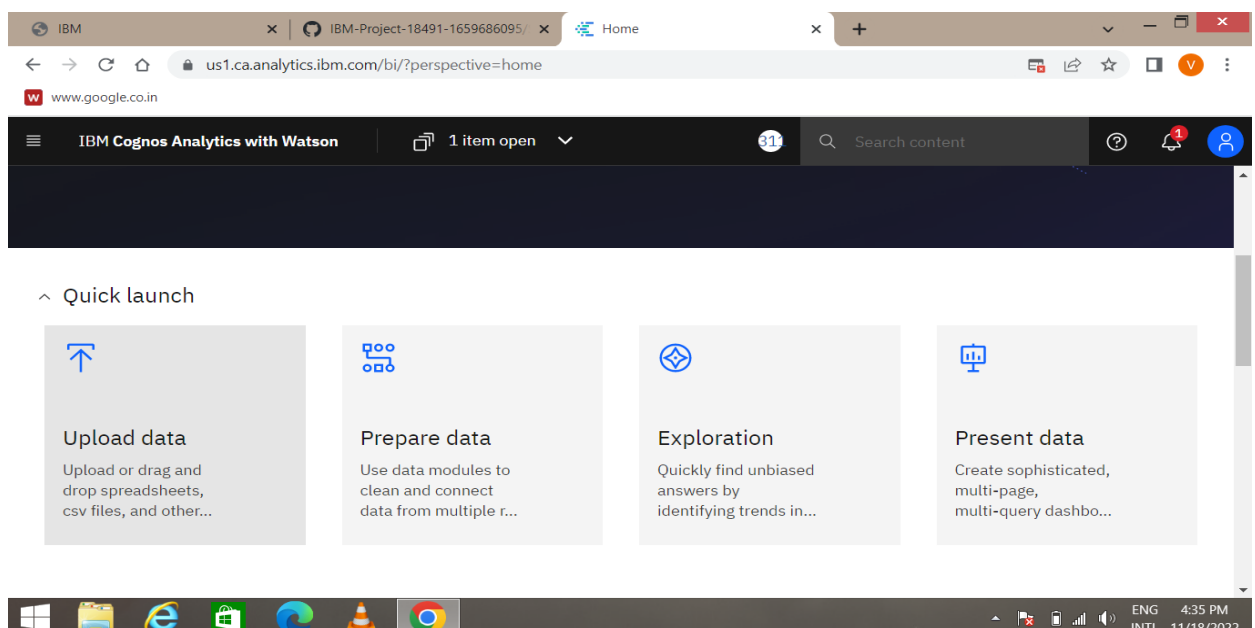 IBM
IBM-Project-18491-1659686095/
Home
us1.ca.analytics.ibm.com/bi/?perspective=home
V
W www.google.co.in
IBM Cognos Analytics with Watson
1 item open
311
Search content
1
Quick launch
Upload data
Upload or drag and
drop spreadsheets,
csv files, and other...
Prepare data
Use data modules to
clean and connect
data from multiple r...
Exploration
Quickly find unbiased
answers by
identifying trends in...
Present data
Create sophisticated,
multi-page,
multi-query dashbo...
ENG 4:35 PM
INTL